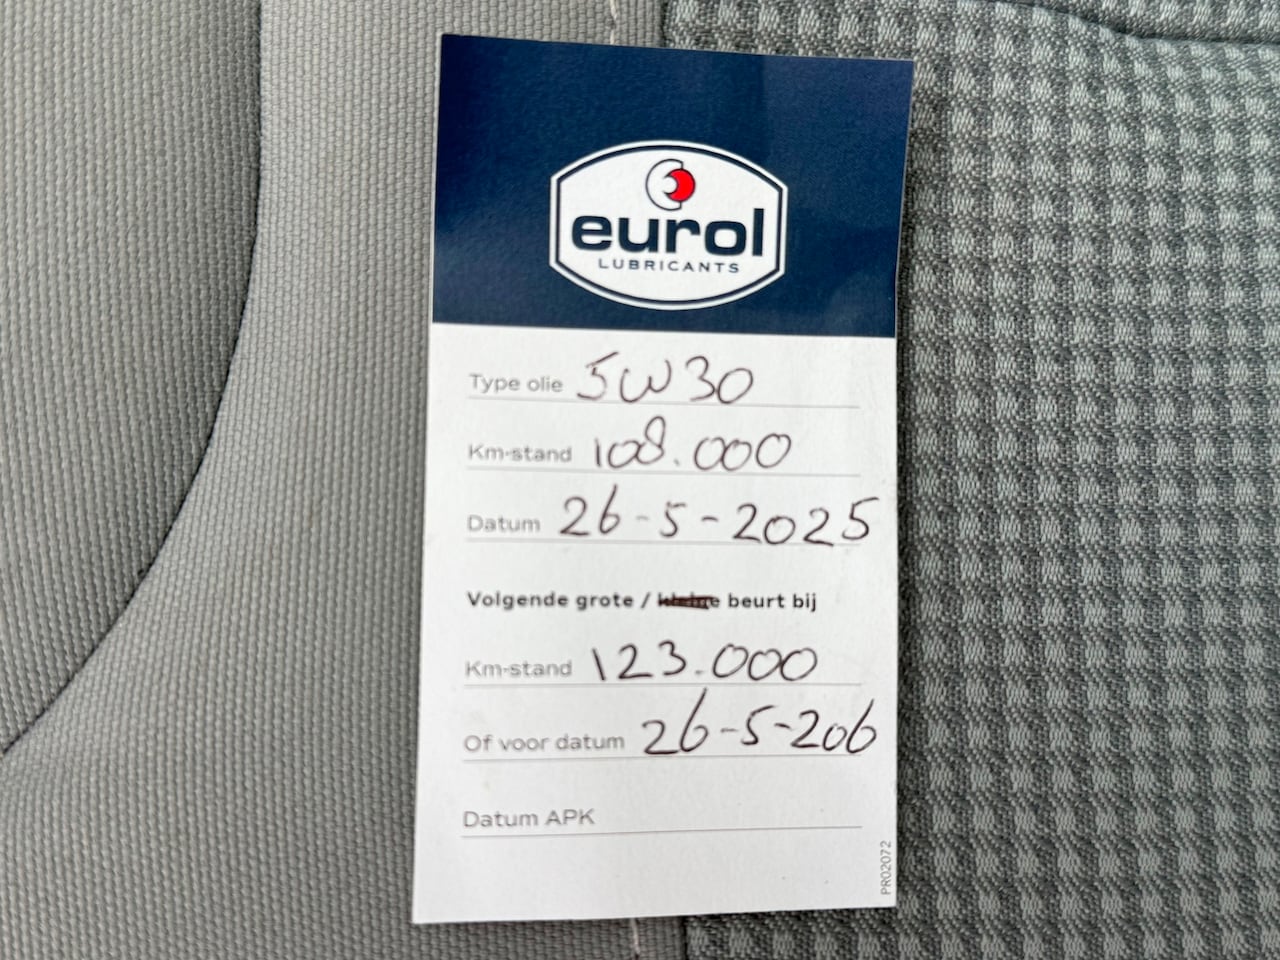 eurol
LUBRICANTS
Type olie 5W30
Km-stand 108.000
Datum 26-5-2025
Volgende grote / kleine beurt bij
Km-stand 123.000
Of voor datum 26-5-206
Datum APK
PR02072